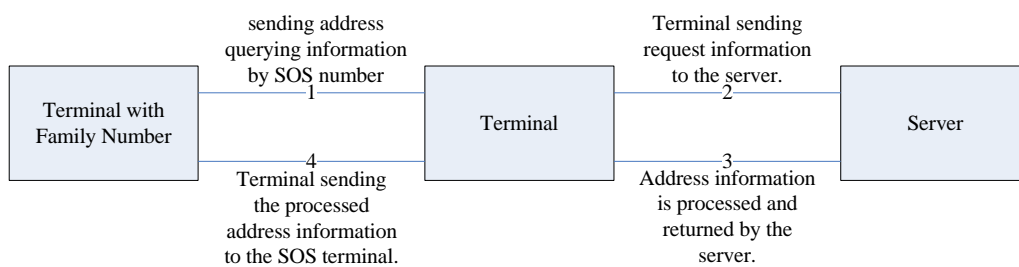 sending address
querying information
by SOS number
1
Terminal sending
request information
to the server.
2
Terminal with
Family Number
Terminal
Server
4
Terminal sending
the processed
address information
to the SOS terminal.
3
Address information
is processed and
returned by the
server.